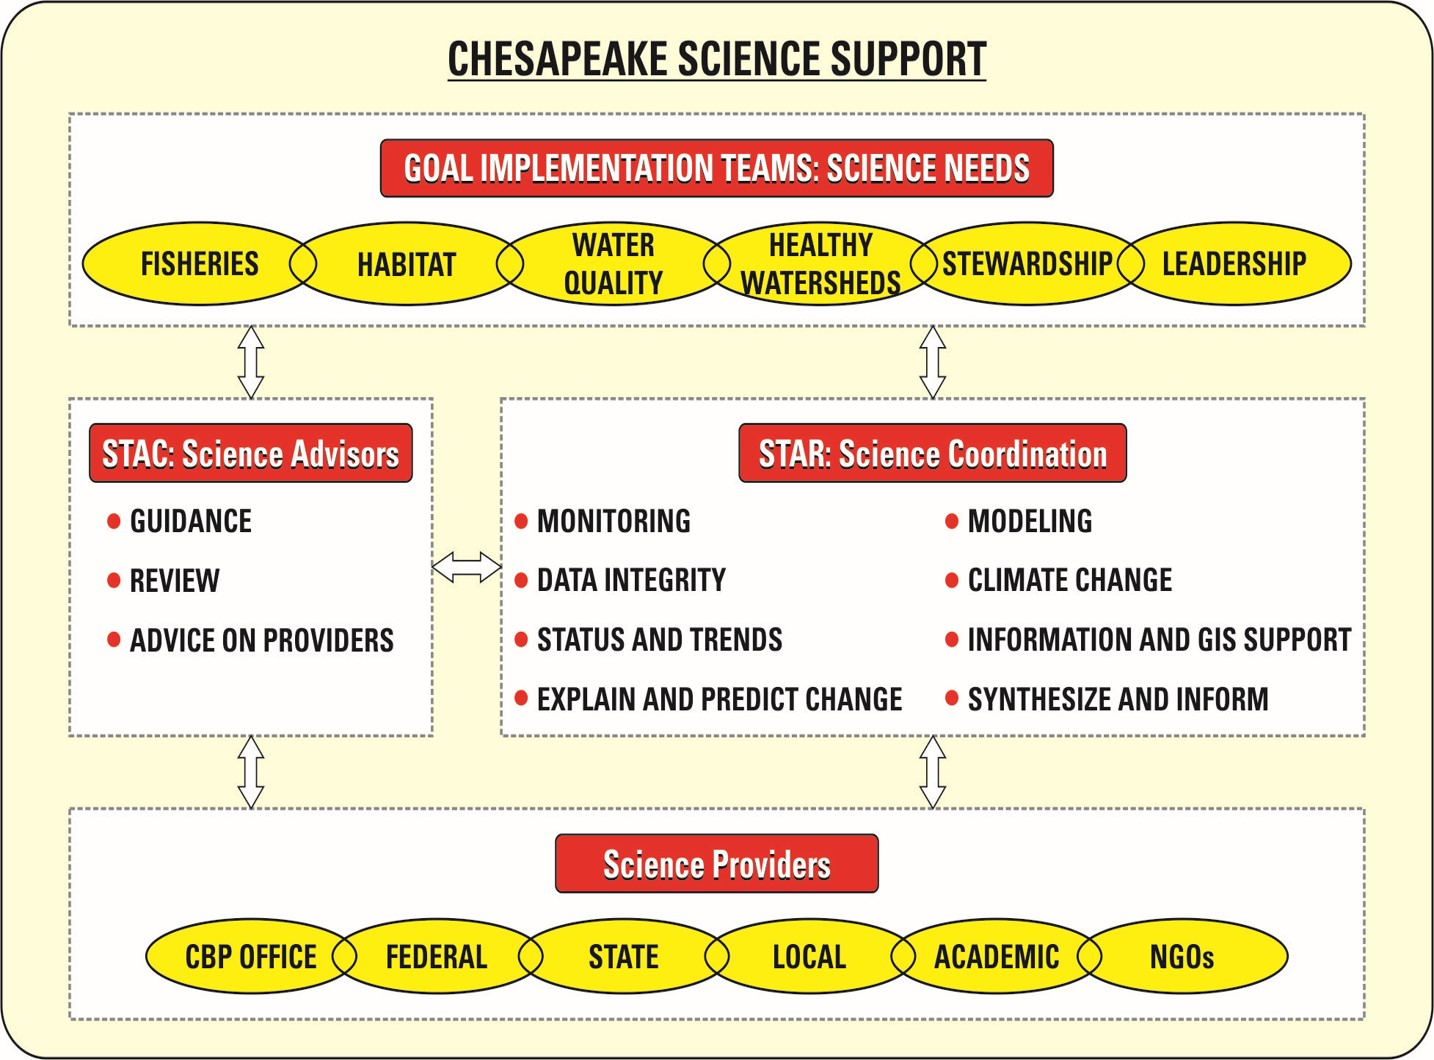 CHESAPEAKE SCIENCE SUPPORT
GOAL IMPLEMENTATION TEAMS: SCIENCE NEEDS
FISHERIES
HABITAT
WATER
QUALITY
HEALTHY
WATERSHEDS
STEWARDSHIP
LEADERSHIP
STAC: Science Advisors
GUIDANCE
REVIEW
ADVICE ON PROVIDERS
STAR: Science Coordination
MONITORING
DATA INTEGRITY
STATUS AND TRENDS
EXPLAIN AND PREDICT CHANGE
MODELING
CLIMATE CHANGE
INFORMATION AND GIS SUPPORT
SYNTHESIZE AND INFORM
Science Providers
CBP OFFICE
FEDERAL
STATE
LOCAL
ACADEMIC
NGOs